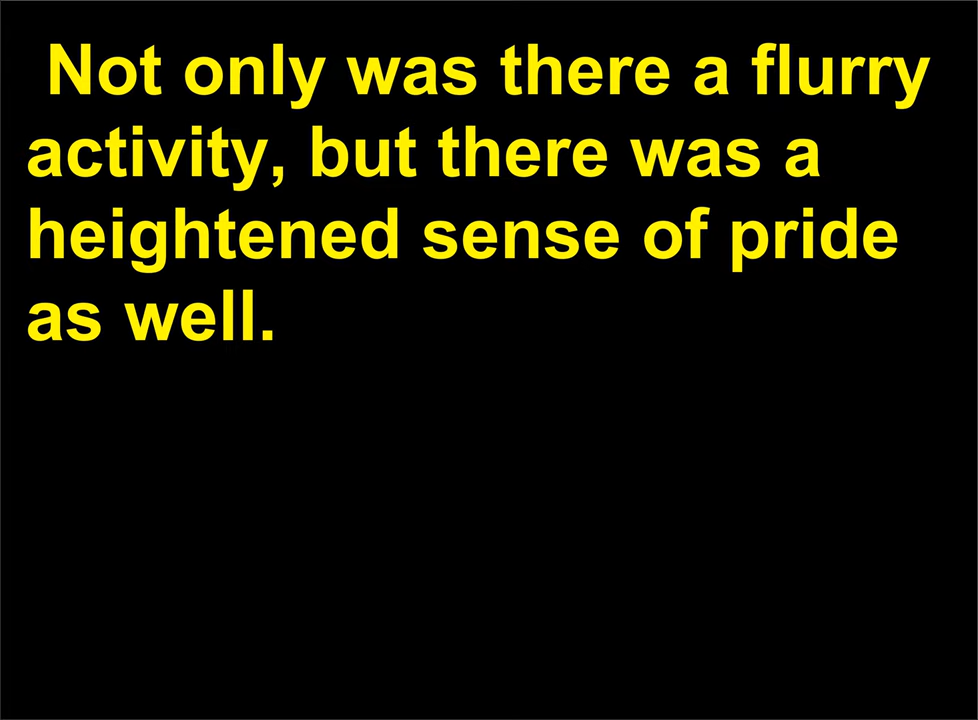 Not only was there a flurry
activity, but there was a
heightened sense of pride
as well.